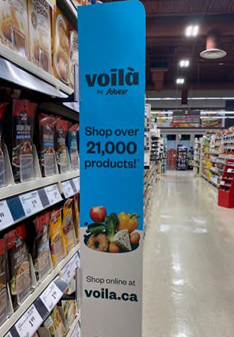 voilà
by Sobeys
Shop over
21,000
products!*
Shop online at
voila.ca